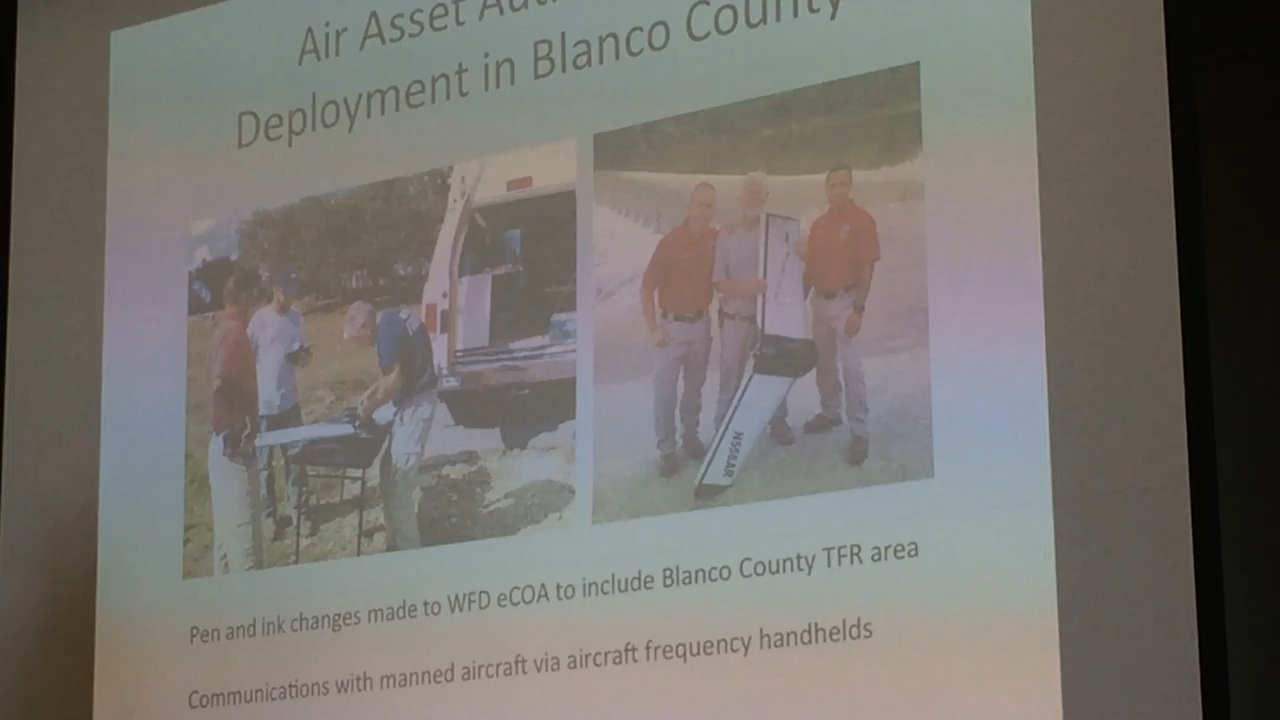 Air Asset
Deployment in Blanco County
N556AR
Pen and ink changes made to WFD eCOA to include Blanco County TFR area
Communications with manned aircraft via aircraft frequency handhelds